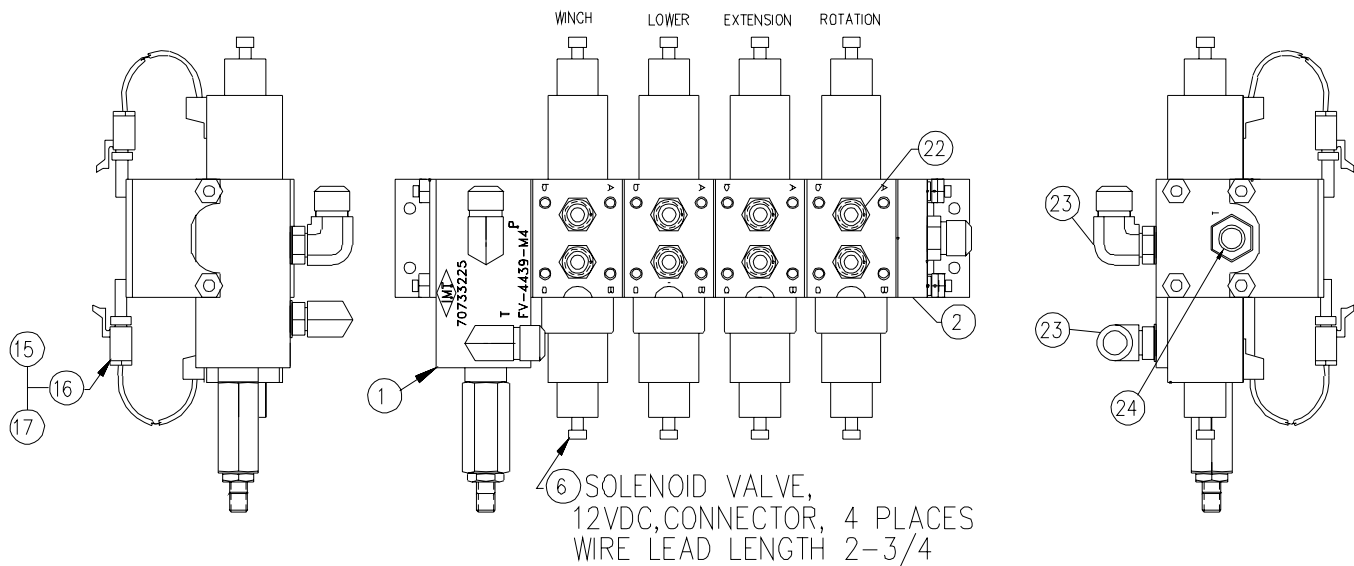 WINCH
LOWER
EXTENSION
ROTATION
b A
b A
b A
b A
a B
a B
a B
a B
P
T
IMT
70733225
FV-4439-M4
T
22
23
23
24
2
1
15
16
17
6 SOLENOID VALVE,
12VDC,CONNECTOR, 4 PLACES
WIRE LEAD LENGTH 2-3/4